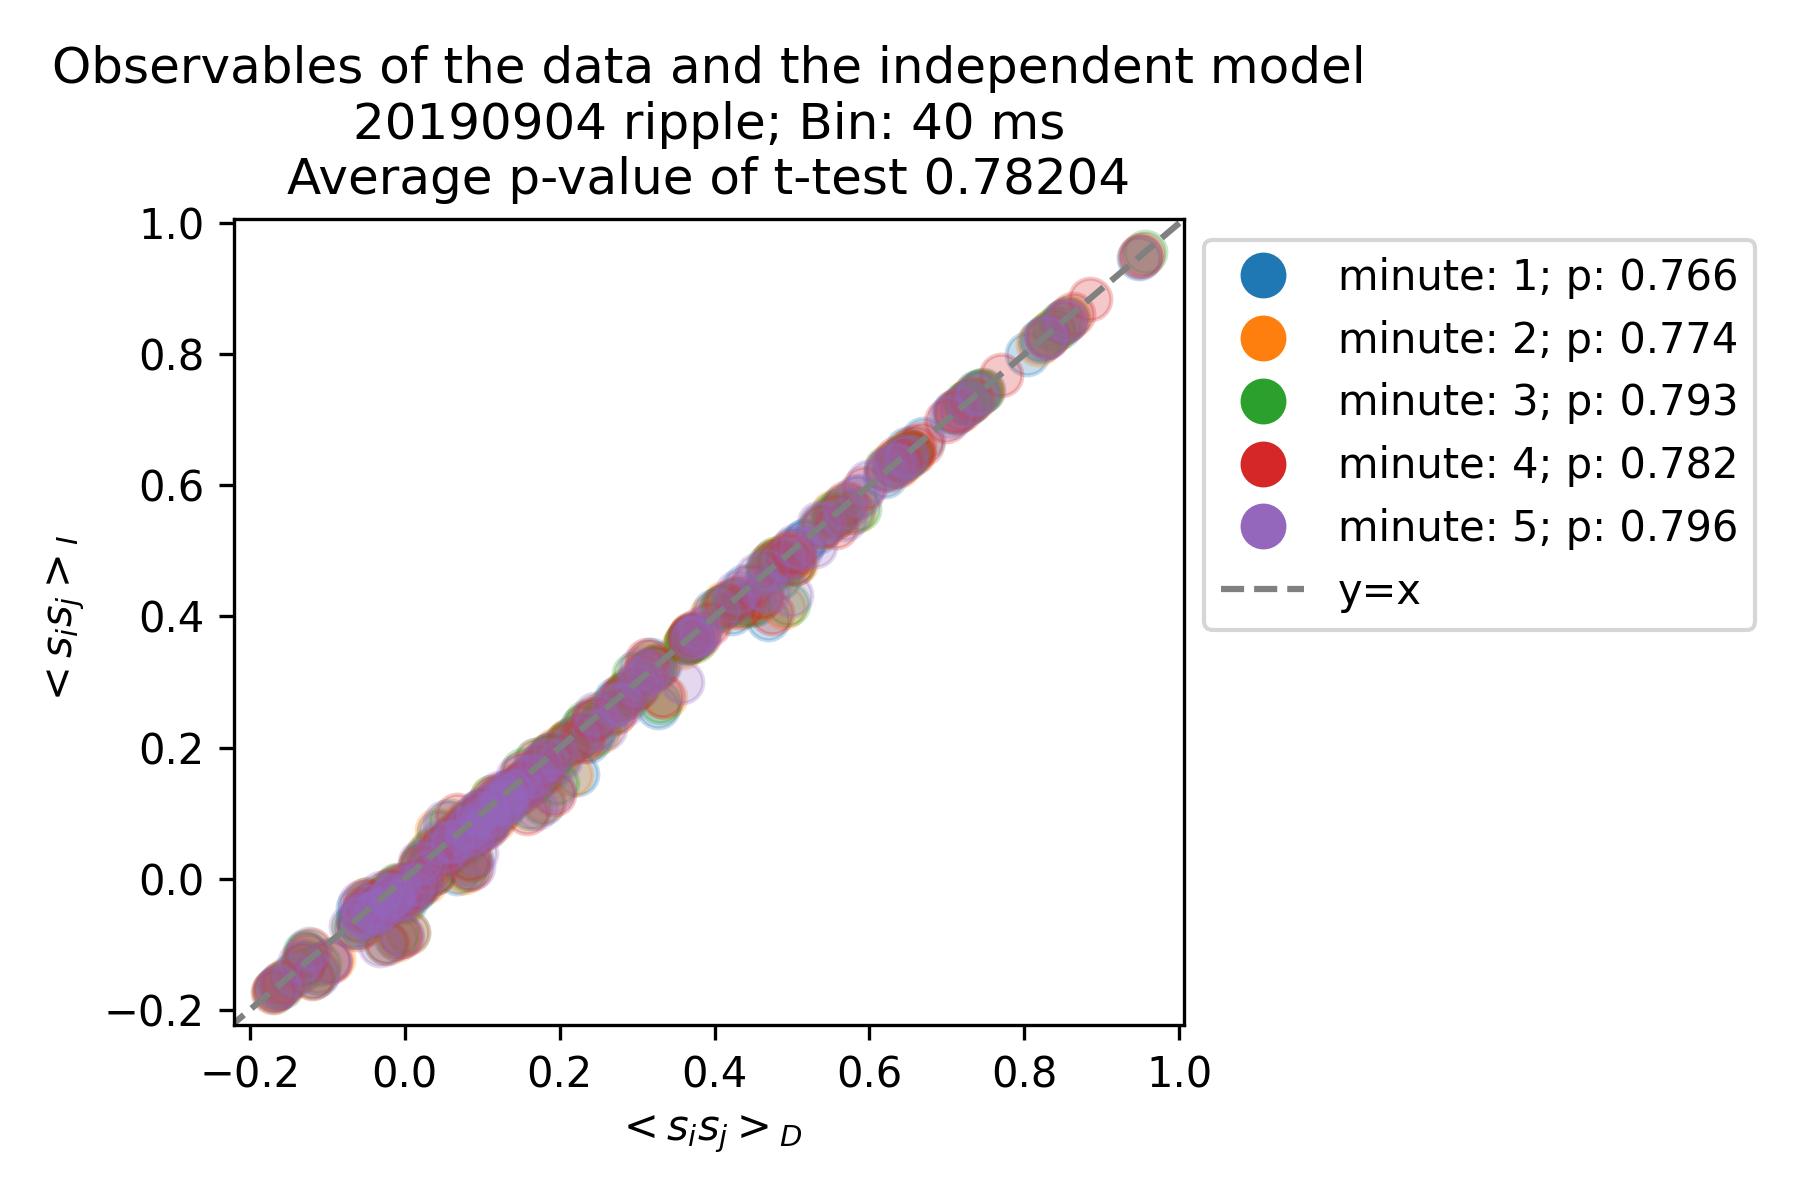 Observables of the data and the independent model
20190904 ripple; Bin: 40 ms
Average p-value of t-test 0.78204
1.0
0.8
0.6
0.4
0.2
0.0
−0.2
<s_i s_j>_I
−0.2 0.0 0.2 0.4 0.6 0.8 1.0
<s_i s_j>_D
minute: 1; p: 0.766
minute: 2; p: 0.774
minute: 3; p: 0.793
minute: 4; p: 0.782
minute: 5; p: 0.796
y=x